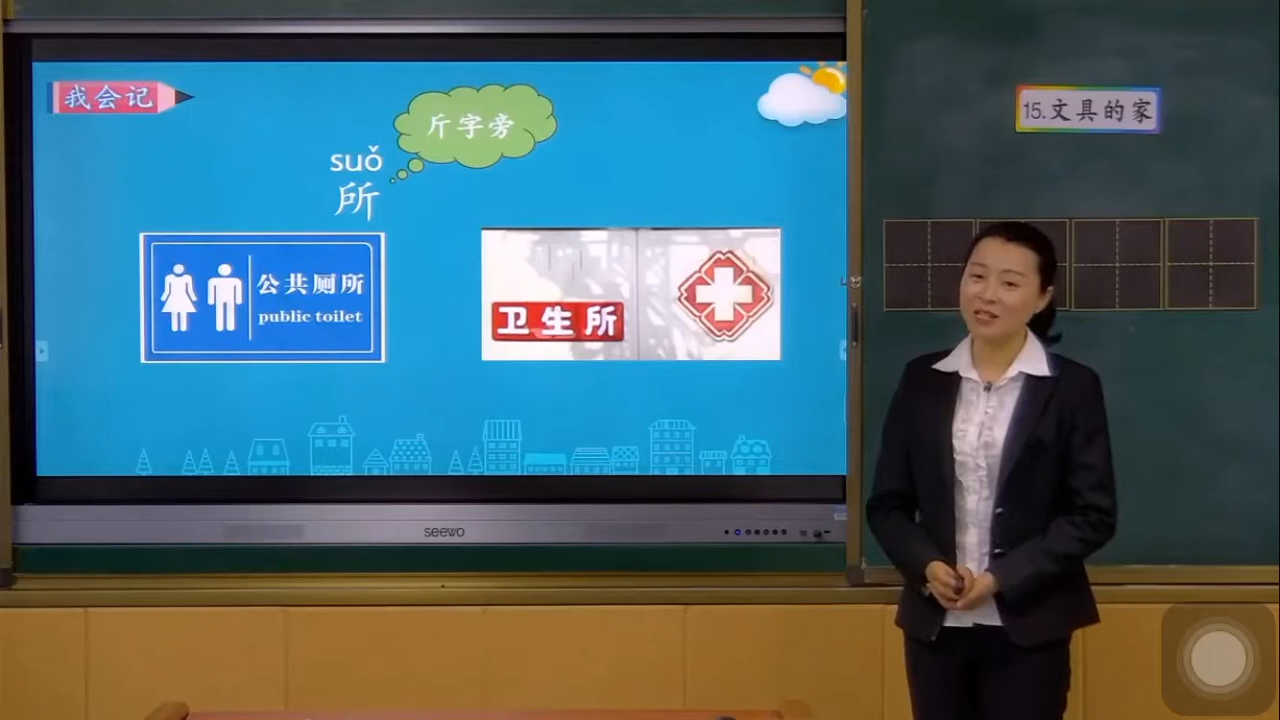 我会记
斤字旁
suǒ
所
公共厕所
public toilet
卫生所
seewo
15.文具的家